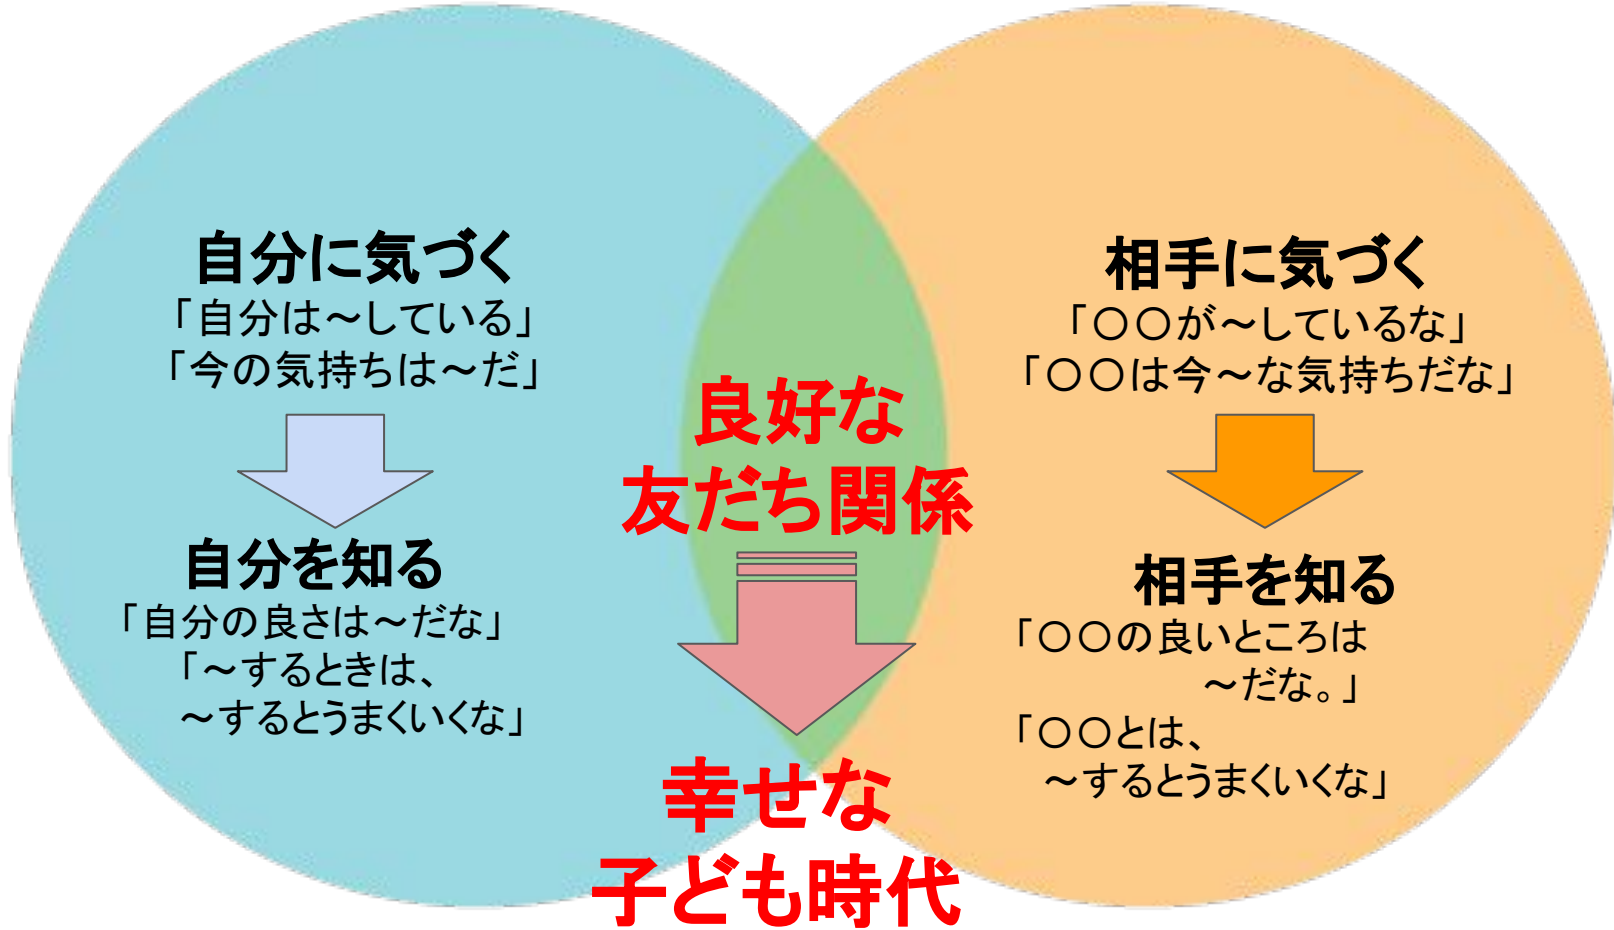 自分に気づく
「自分は～している」
「今の気持ちは～だ」
自分を知る
「自分の良さは～だな」
「～するときは、
～するとうまくいくな」
良好な
友だち関係
幸せな
子ども時代
相手に気づく
「〇〇が～しているな」
「〇〇は今～な気持ちだな」
相手を知る
「〇〇の良いところは
～だな。」
「〇〇とは、
～するとうまくいくな」